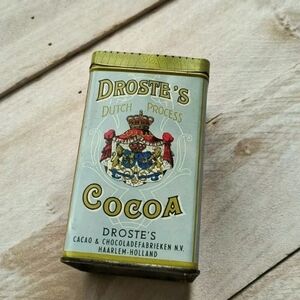 DROSTE'S
DUTCH PROCESS
COCOA
DROSTE'S
CACAO & CHOCOLADEFABRIEKEN N.V.
HAARLEM-HOLLAND